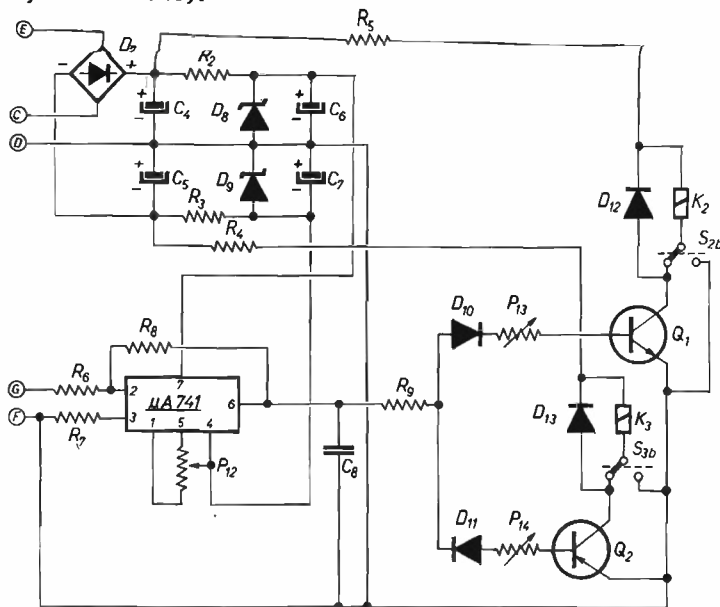 E
D?
+
-
R5
R2
+
-
C4
D8
C6
C
D
+
-
C5
D9
+
-
C7
R3
R4
D12
K2
S2b
D10
P13
Q1
R8
G
R6
2
7
6
μA741
R9
F
R7
3
1
5
4
P12
C8
D13
K3
S3b
D11
P14
Q2